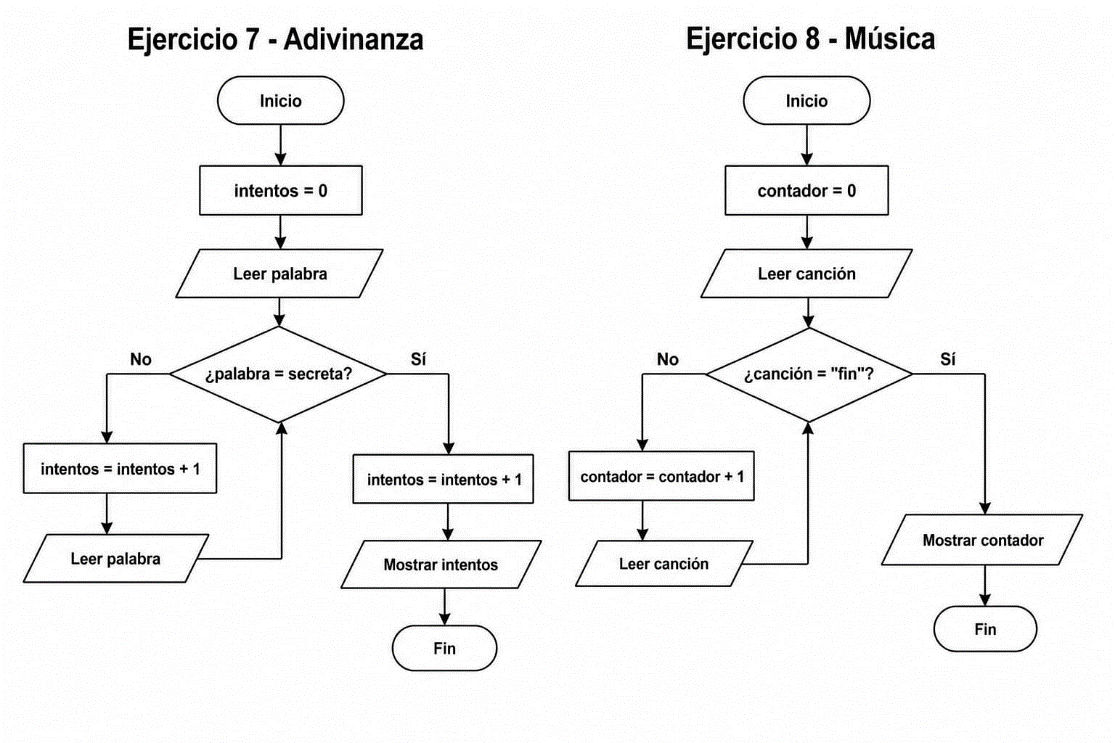 Ejercicio 7 - Adivinanza
Inicio
intentos = 0
Leer palabra
¿palabra = secreta?
No
Sí
intentos = intentos + 1
Leer palabra
intentos = intentos + 1
Mostrar intentos
Fin
Ejercicio 8 - Música
Inicio
contador = 0
Leer canción
¿canción = "fin"?
No
Sí
contador = contador + 1
Leer canción
Mostrar contador
Fin